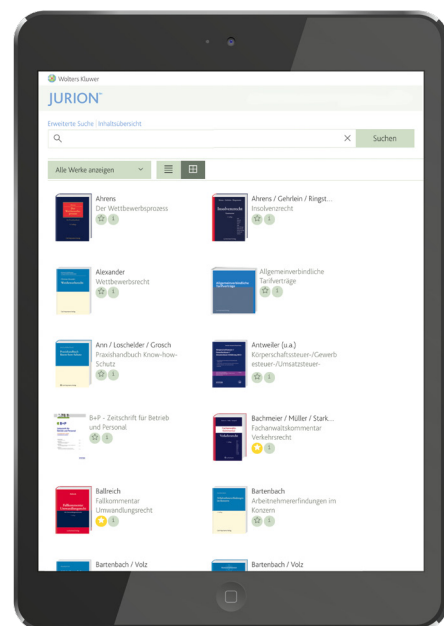 Wolters Kluwer
JURION
Erweiterte Suche | Inhaltsübersicht
Suchen
Alle Werke anzeigen
Ahrens
Der Wettbewerbsprozess
Ahrens / Gehrlein / Ringst...
Insolvenzrecht
Alexander
Wettbewerbsrecht
Allgemeinverbindliche
Tarifverträge
Ann / Loschelder / Grosch
Praxishandbuch Know-how-
Schutz
Antweiler (u.a.)
Körperschaftssteuer-/Gewerb
esteuer-/Umsatzsteuer-
B+P - Zeitschrift für Betrieb
und Personal
Bachmeier / Müller / Stark...
Fachanwaltskommentar
Verkehrsrecht
Ballreich
Fallkommentar
Umwandlungsrecht
Bartenbach
Arbeitnehmererfindungen im
Konzern
Bartenbach / Volz
Bartenbach / Volz